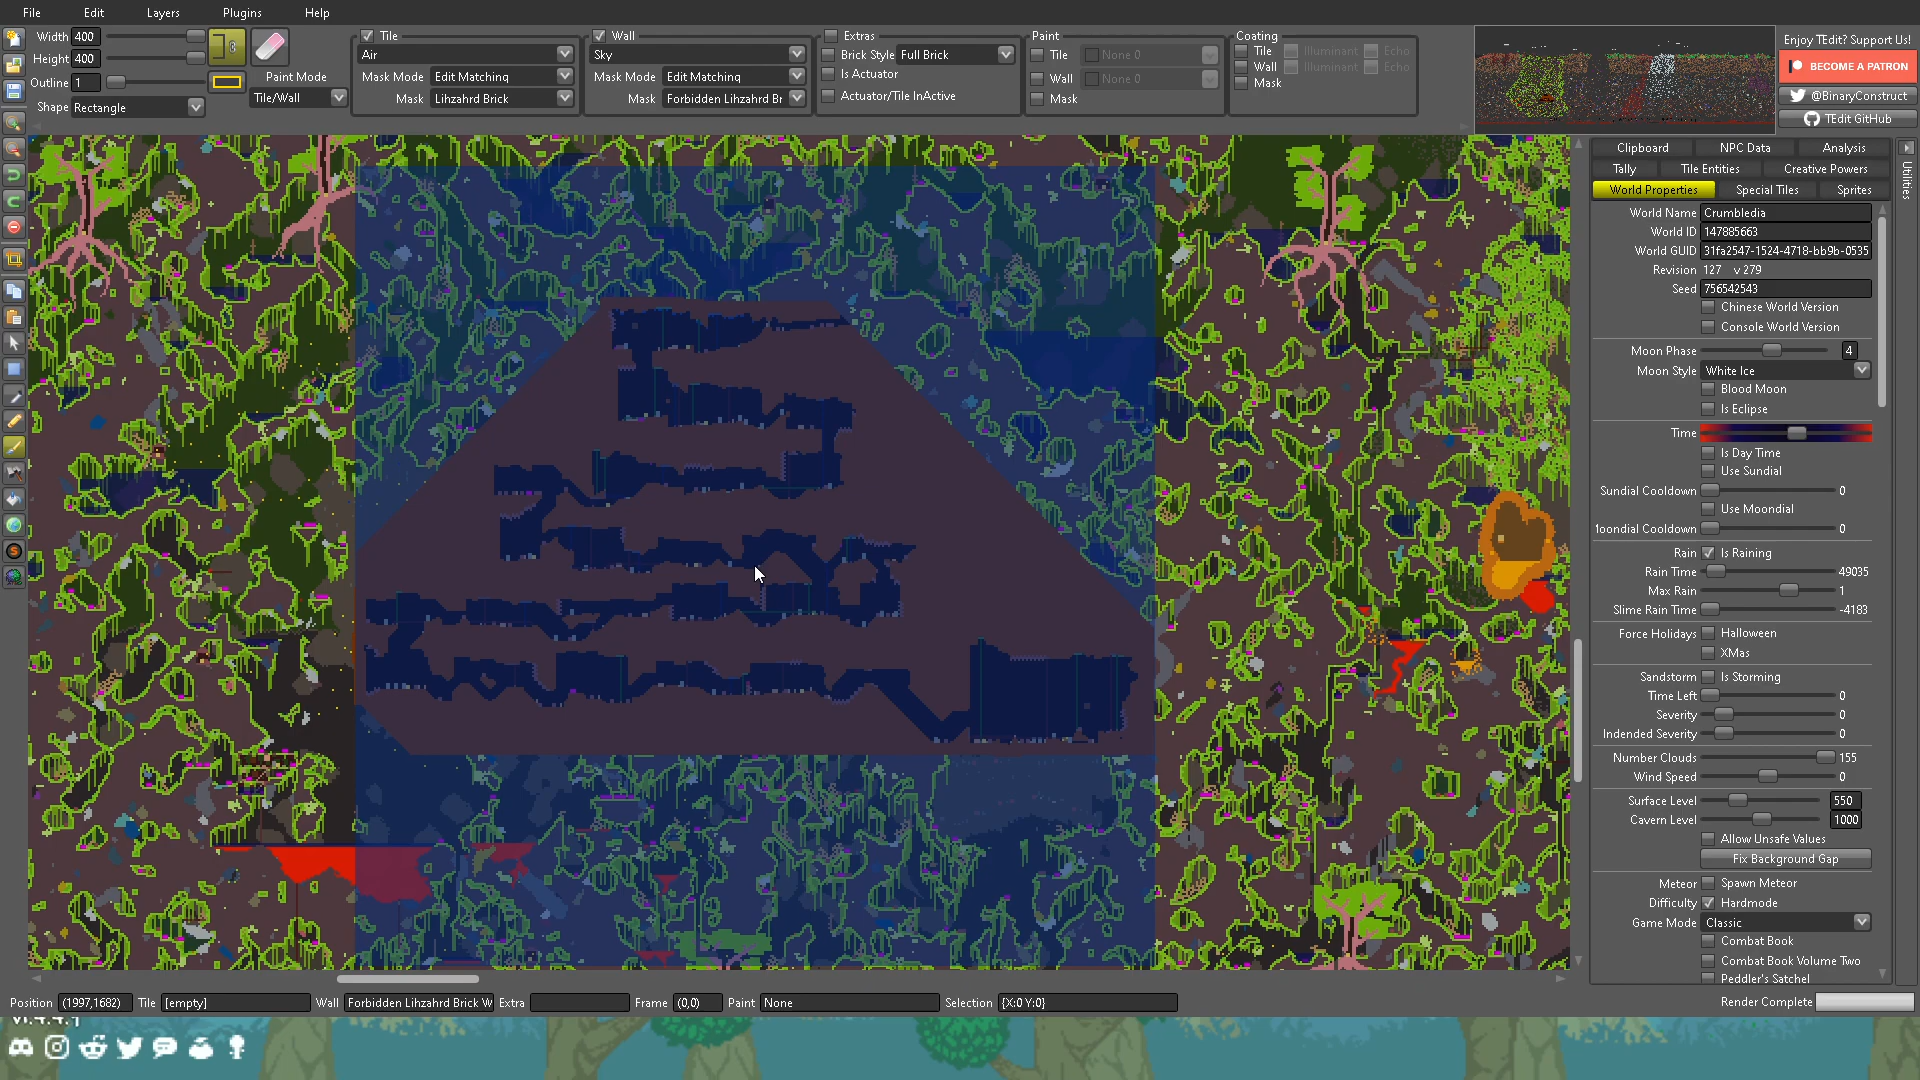 File Edit Layers Plugins Help
Width 400
Height 400
Outline 1
Shape Rectangle
Paint Mode
Tile/Wall
Tile
Air
Mask Mode Edit Matching
Mask Lihzahrd Brick
Wall
Sky
Mask Mode Edit Matching
Mask Forbidden Lihzahrd Br
Extras
Brick Style Full Brick
Is Actuator
Actuator/Tile InActive
Paint
Tile None 0
Wall None 0
Mask
Coating
Tile Illuminant Echo
Wall Illuminant Echo
Mask
Enjoy TEdit? Support Us!
BECOME A PATRON
@BinaryConstruct
TEdit GitHub
Clipboard NPC Data Analysis
Tally Tile Entities Creative Powers
World Properties Special Tiles Sprites
Utilities
World Name Crumbledia
World ID 147885663
World GUID 31fa2547-1524-4718-bb9b-0535
Revision 127 v 279
Seed 756542543
Chinese World Version
Console World Version
Moon Phase 4
Moon Style White Ice
Blood Moon
Is Eclipse
Time
Is Day Time
Use Sundial
Sundial Cooldown 0
Use Moondial
Moondial Cooldown 0
Rain Is Raining
Rain Time 49035
Max Rain 1
Slime Rain Time -4183
Force Holidays Halloween
XMas
Sandstorm Is Storming
Time Left 0
Severity 0
Indended Severity 0
Number Clouds 155
Wind Speed 0
Surface Level 550
Cavern Level 1000
Allow Unsafe Values
Fix Background Gap
Meteor Spawn Meteor
Difficulty Hardmode
Game Mode Classic
Combat Book
Combat Book Volume Two
Peddler's Satchel
Position (1997,1682) Tile [empty] Wall Forbidden Lihzahrd Brick W Extra Frame (0,0) Paint None Selection {X:0 Y:0} Render Complete
v1.4.4.9